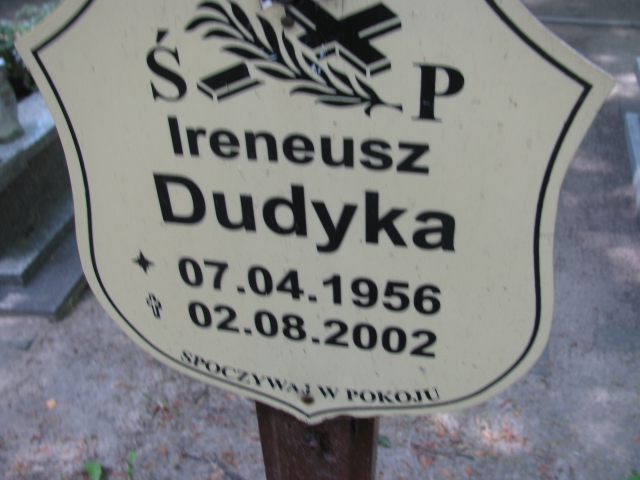 Ś P
Ireneusz
Dudyka
07.04.1956
02.08.2002
SPOCZYWAJ W POKOJU